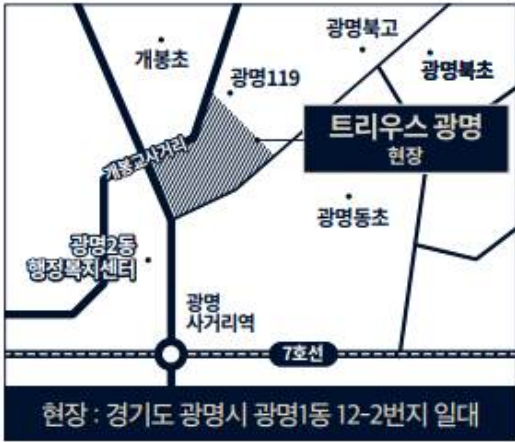 광명북고
개봉초
광명북초
광명119
트리우스 광명
현장
개봉교사거리
광명동초
광명2동
행정복지센터
광명
사거리역
7호선
현장 : 경기도 광명시 광명1동 12-2번지 일대